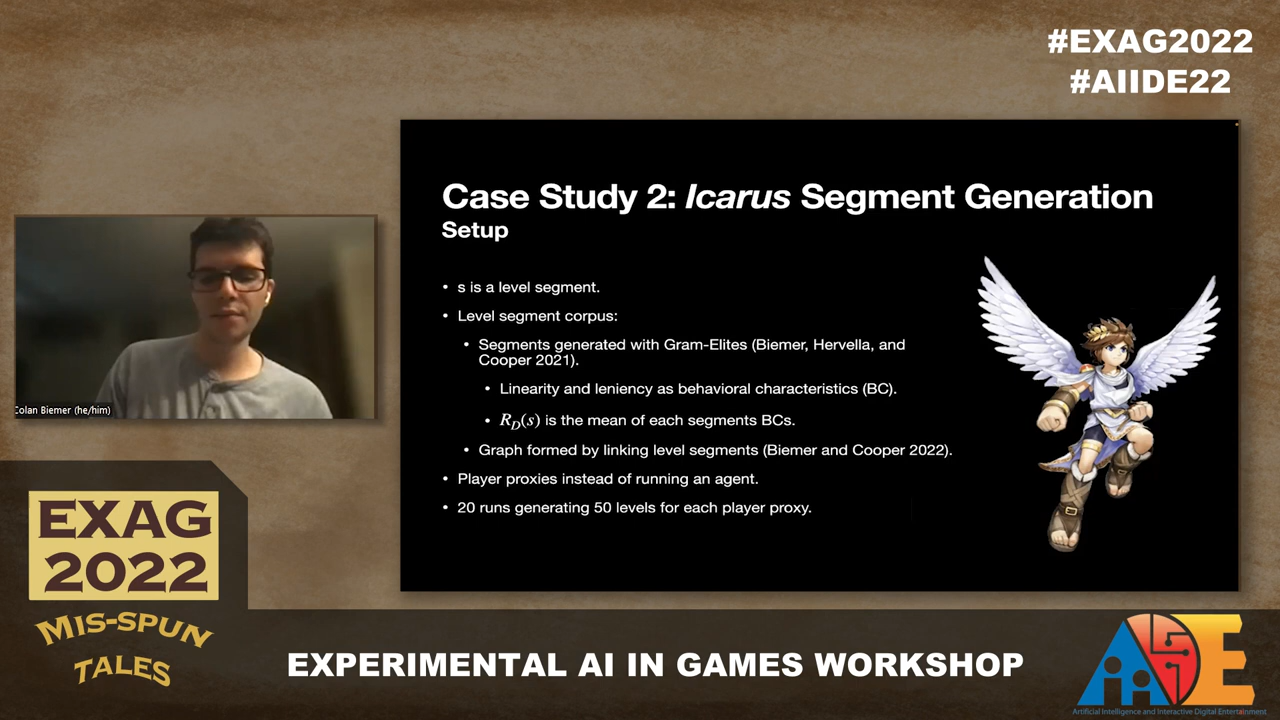 #EXAG2022
#AIIDE22
Case Study 2: Icarus Segment Generation
Setup
• s is a level segment.
• Level segment corpus:
• Segments generated with Gram-Elites (Biemer, Hervella, and
Cooper 2021).
• Linearity and leniency as behavioral characteristics (BC).
• R_D(s) is the mean of each segments BCs.
• Graph formed by linking level segments (Biemer and Cooper 2022).
• Player proxies instead of running an agent.
• 20 runs generating 50 levels for each player proxy.
Colan Biemer (he/him)
EXAG
2022
MIS-SPUN
TALES
EXPERIMENTAL AI IN GAMES WORKSHOP
AIIDE
Artificial Intelligence and Interactive Digital Entertainment